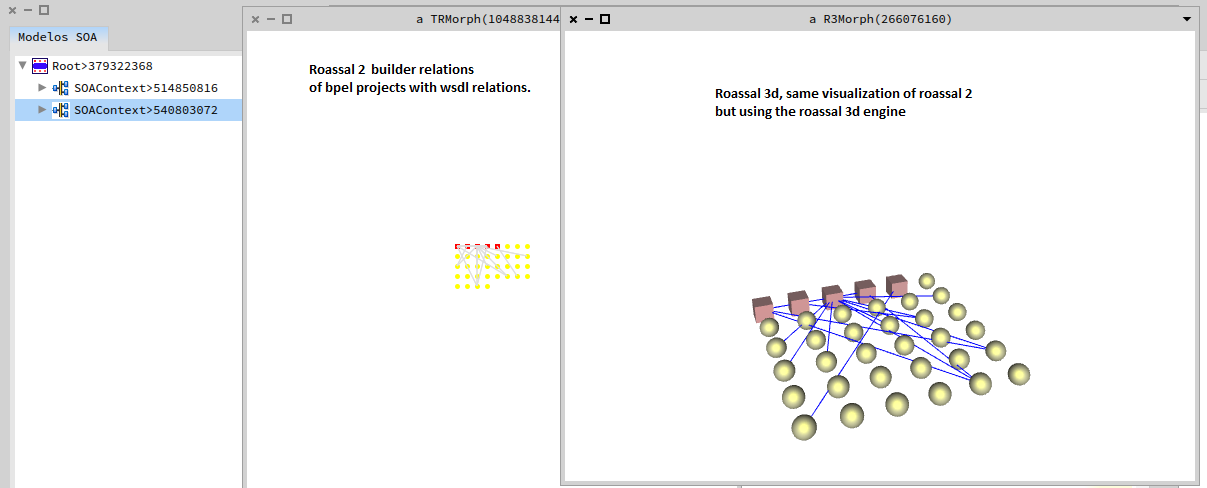 Modelos SOA
Root>379322368
SOAContext>514850816
SOAContext>540803072
a TRMorph(1048838144
Roassal 2 builder relations
of bpel projects with wsdl relations.
a R3Morph(266076160)
Roassal 3d, same visualization of roassal 2
but using the roassal 3d engine